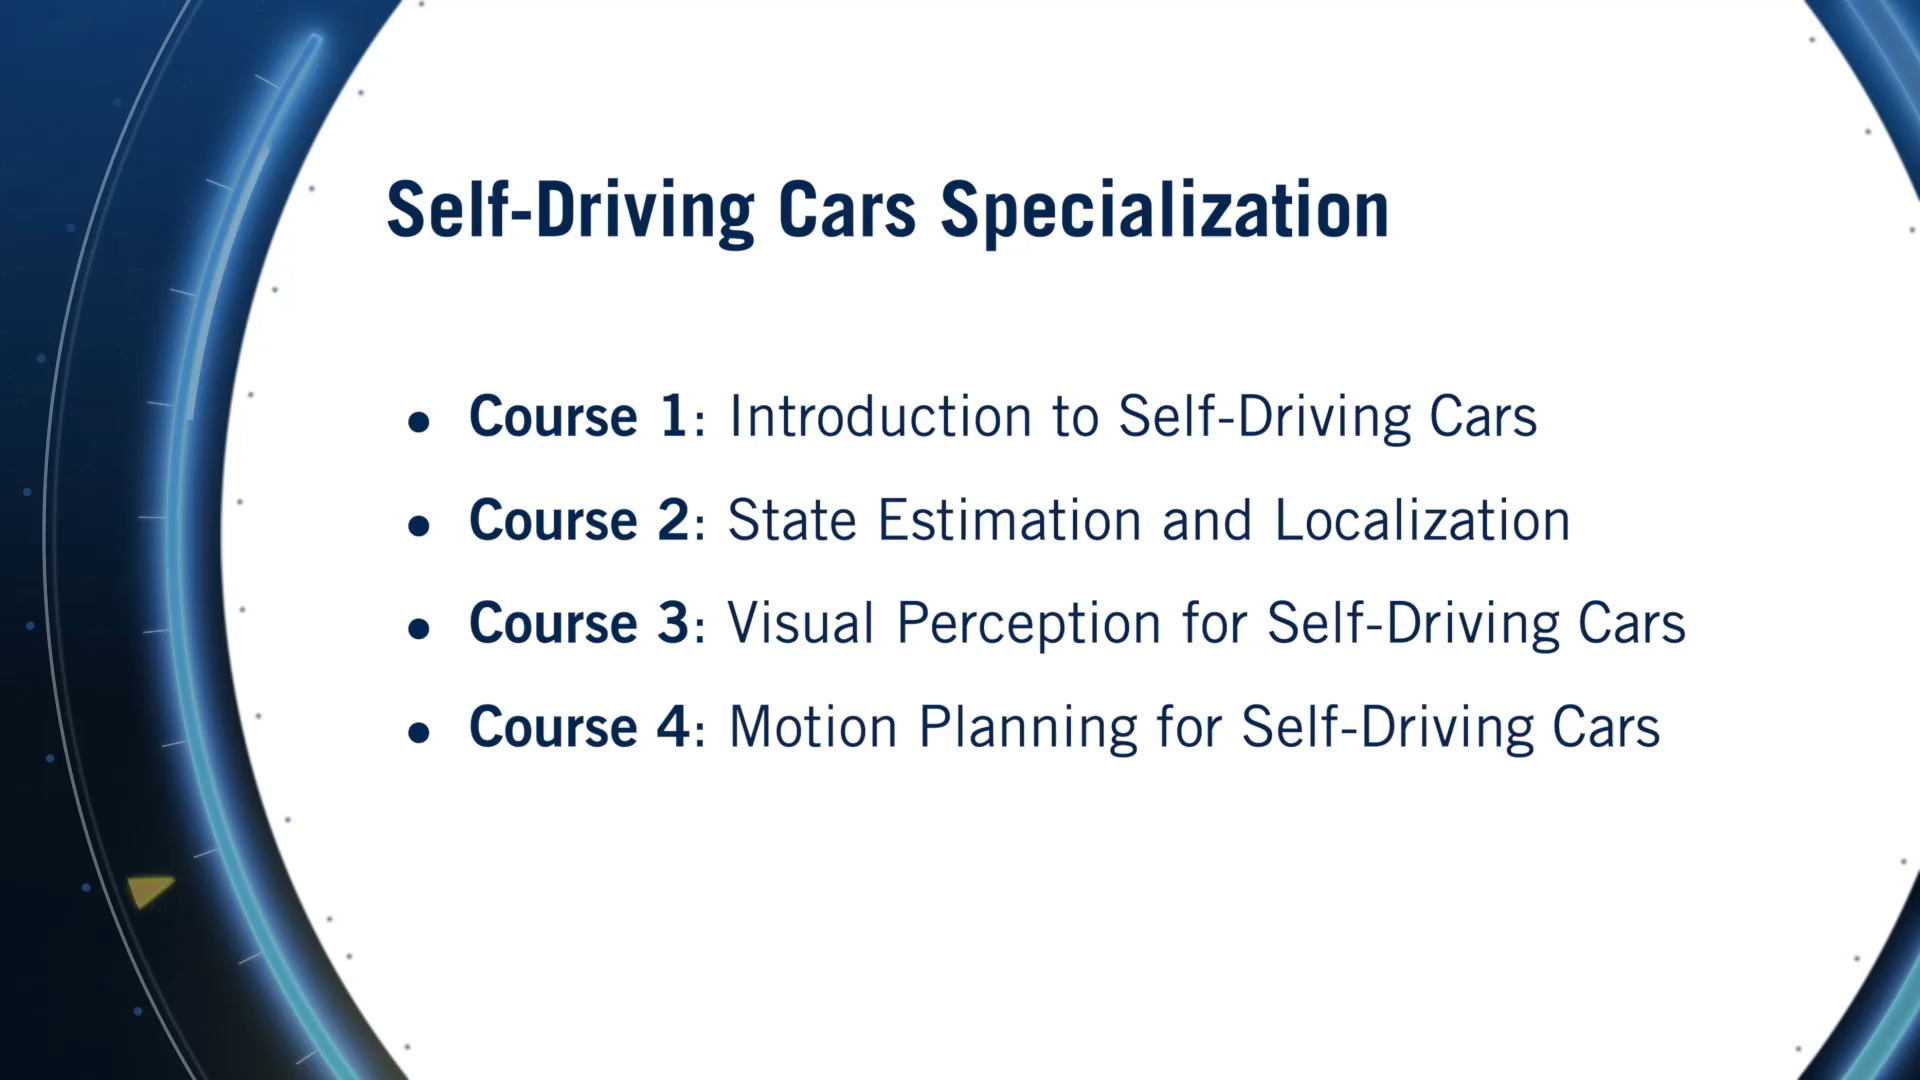 Self-Driving Cars Specialization
• Course 1: Introduction to Self-Driving Cars
• Course 2: State Estimation and Localization
• Course 3: Visual Perception for Self-Driving Cars
• Course 4: Motion Planning for Self-Driving Cars